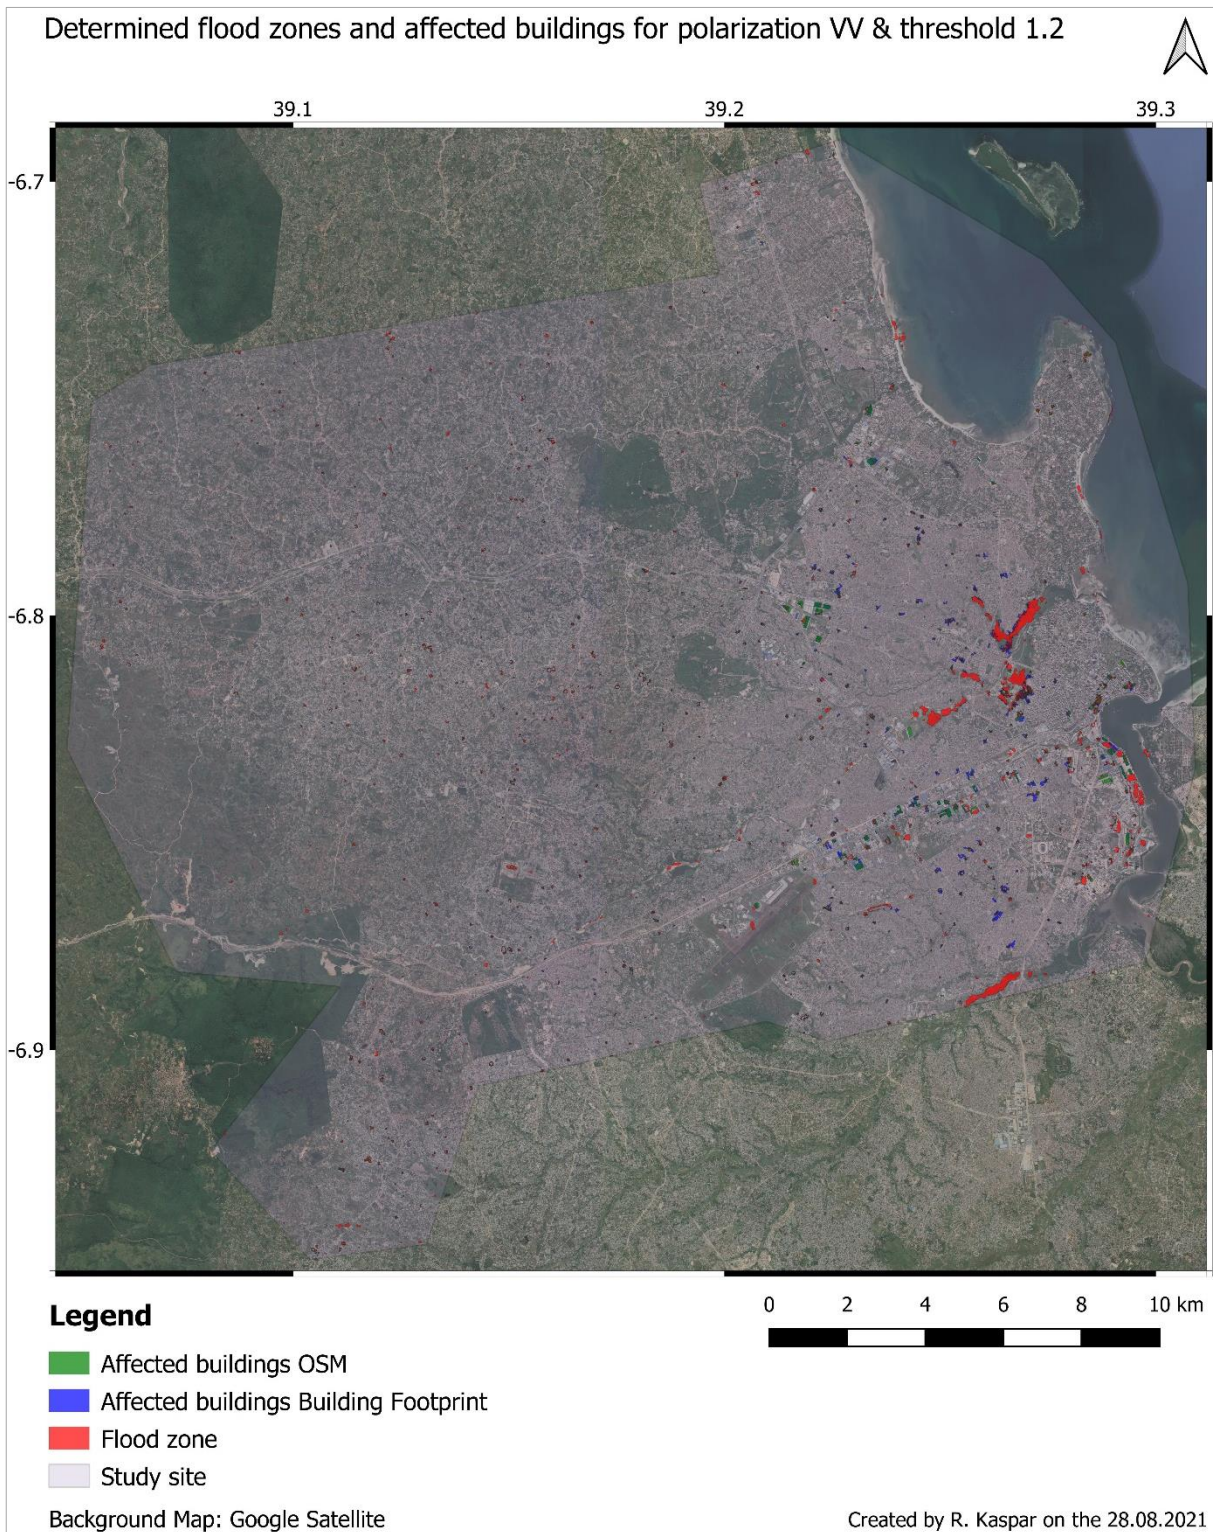 Determined flood zones and affected buildings for polarization VV & threshold 1.2
39.1 39.2 39.3
-6.7
-6.8
-6.9
Legend
0 2 4 6 8 10 km
Affected buildings OSM
Affected buildings Building Footprint
Flood zone
Study site
Background Map: Google Satellite
Created by R. Kaspar on the 28.08.2021